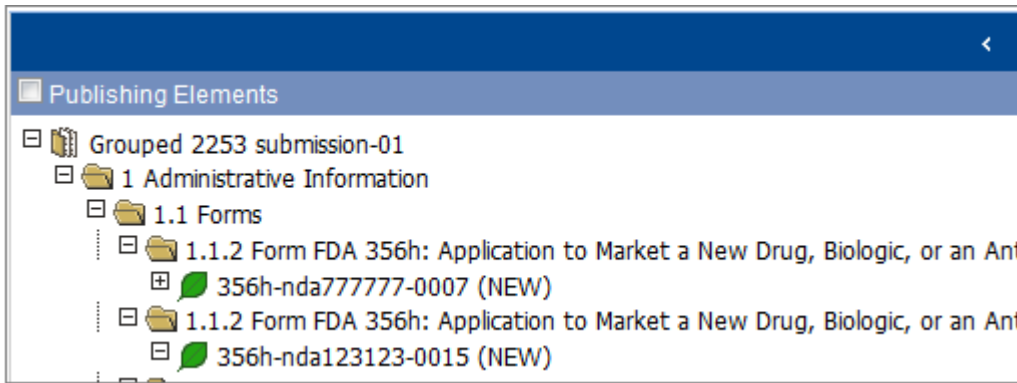 Publishing Elements
Grouped 2253 submission-01
1 Administrative Information
1.1 Forms
1.1.2 Form FDA 356h: Application to Market a New Drug, Biologic, or an Ant
356h-nda777777-0007 (NEW)
1.1.2 Form FDA 356h: Application to Market a New Drug, Biologic, or an Ant
356h-nda123123-0015 (NEW)